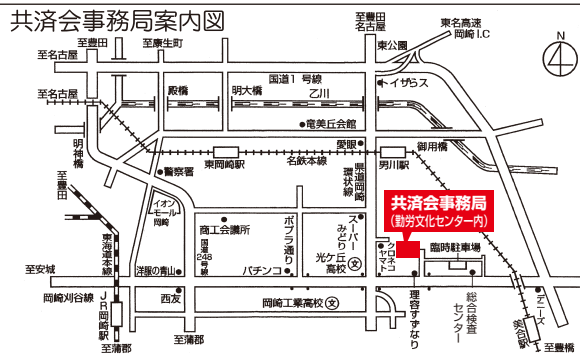 共済会事務局案内図
至豊田
至康生町
至豊田
名古屋
東名高速
岡崎I.C
至名古屋
東公園
N
国道1号線
トイザらス
至名古屋
殿橋
明大橋
乙川
竜美丘会館
明神橋
愛眼
御用橋
東岡崎駅
名鉄本線
男川駅
警察署
県道岡崎
環状線
至豊田
イオン
モール
岡崎
共済会事務局
(勤労文化センター内)
商工会議所
ポプラ通り
スーパー
みどり
国道
248
号線
光ケ丘
高校
文
クロネコ
ヤマト
臨時駐車場
東海道本線
至安城
洋服の青山
パチンコ
岡崎刈谷線
JR岡崎駅
西友
岡崎工業高校
文
理容すずなり
総合検査
センター
デニーズ
美合駅
至蒲郡
至蒲郡
至豊橋